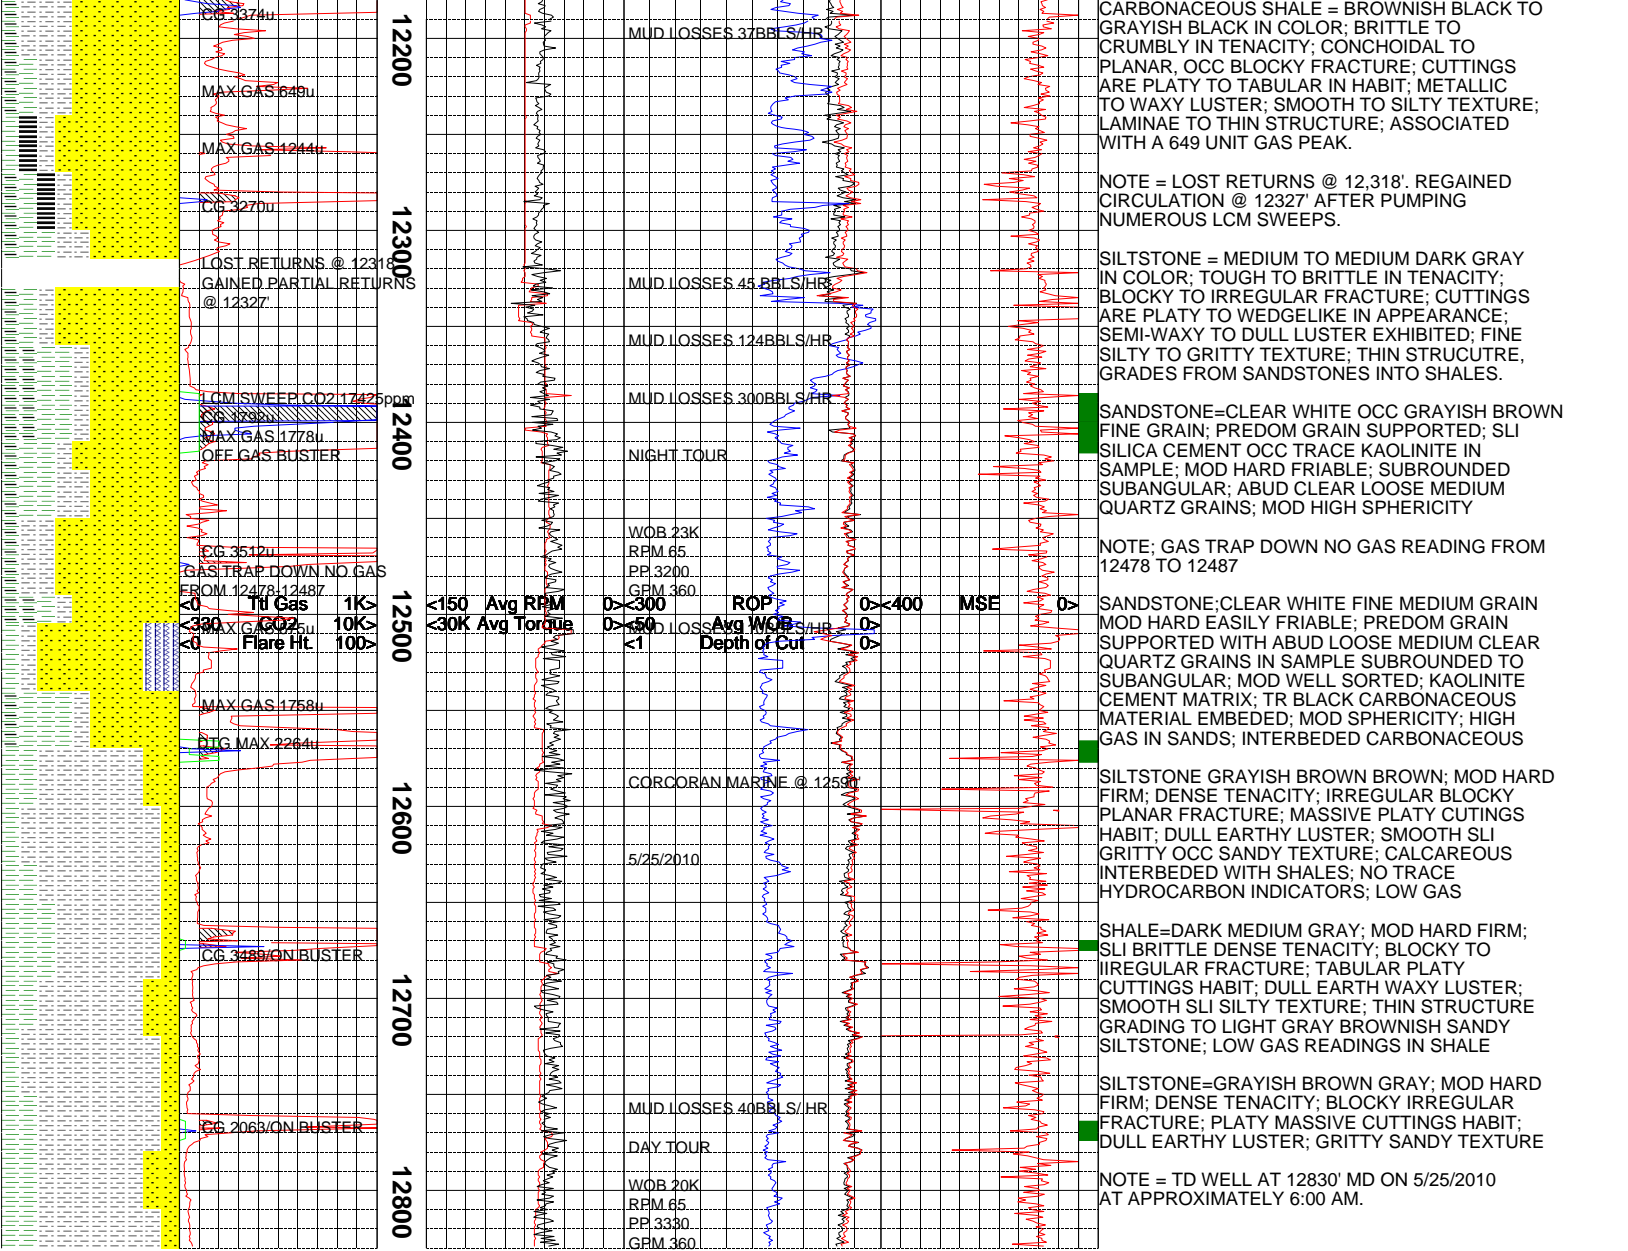 CG 3374u
MAX GAS 649u
MAX GAS 1244u
CG 3270u
LOST RETURNS @ 12318'
GAINED PARTIAL RETURNS
@ 12327'
LCM SWEEP CO2 17425ppm
CG 1792u
MAX GAS 1778u
OFF GAS BUSTER
CG 3512u
GAS TRAP DOWN NO GAS
FROM 12478-12487
<0 Ttl Gas 1K>
<330 CO2 10K>
<0 Flare Ht. 100>
MAX GAS
MAX GAS 1758u
DTG MAX 2264u
CG 3489/ON BUSTER
CG 2063/ON BUSTER
12200
12300
12400
12500
12600
12700
12800
<150 Avg RPM 0>
<30K Avg Torque 0>
MUD LOSSES 37BBLS/HR
MUD LOSSES 45 BBLS/HR
MUD LOSSES 124BBLS/HR
MUD LOSSES 300BBLS/HR
NIGHT TOUR
WOB 23K
RPM 65
PP 3200
GPM 360
<300 ROP 0>
<50 Avg WOB 0>
<1 Depth of Cut 0>
MUD LOSSES
CORCORAN MARINE @ 12590'
5/25/2010
MUD LOSSES 40BBLS/ HR
DAY TOUR
WOB 20K
RPM 65
PP 3330
GPM 360
<400 MSE 0>
CARBONACEOUS SHALE = BROWNISH BLACK TO
GRAYISH BLACK IN COLOR; BRITTLE TO
CRUMBLY IN TENACITY; CONCHOIDAL TO
PLANAR, OCC BLOCKY FRACTURE; CUTTINGS
ARE PLATY TO TABULAR IN HABIT; METALLIC
TO WAXY LUSTER; SMOOTH TO SILTY TEXTURE;
LAMINAE TO THIN STRUCTURE; ASSOCIATED
WITH A 649 UNIT GAS PEAK.
NOTE = LOST RETURNS @ 12,318'. REGAINED
CIRCULATION @ 12327' AFTER PUMPING
NUMEROUS LCM SWEEPS.
SILTSTONE = MEDIUM TO MEDIUM DARK GRAY
IN COLOR; TOUGH TO BRITTLE IN TENACITY;
BLOCKY TO IRREGULAR FRACTURE; CUTTINGS
ARE PLATY TO WEDGELIKE IN APPEARANCE;
SEMI-WAXY TO DULL LUSTER EXHIBITED; FINE
SILTY TO GRITTY TEXTURE; THIN STRUCUTRE,
GRADES FROM SANDSTONES INTO SHALES.
SANDSTONE=CLEAR WHITE OCC GRAYISH BROWN
FINE GRAIN; PREDOM GRAIN SUPPORTED; SLI
SILICA CEMENT OCC TRACE KAOLINITE IN
SAMPLE; MOD HARD FRIABLE; SUBROUNDED
SUBANGULAR; ABUD CLEAR LOOSE MEDIUM
QUARTZ GRAINS; MOD HIGH SPHERICITY
NOTE; GAS TRAP DOWN NO GAS READING FROM
12478 TO 12487
SANDSTONE;CLEAR WHITE FINE MEDIUM GRAIN
MOD HARD EASILY FRIABLE; PREDOM GRAIN
SUPPORTED WITH ABUD LOOSE MEDIUM CLEAR
QUARTZ GRAINS IN SAMPLE SUBROUNDED TO
SUBANGULAR; MOD WELL SORTED; KAOLINITE
CEMENT MATRIX; TR BLACK CARBONACEOUS
MATERIAL EMBEDED; MOD SPHERICITY; HIGH
GAS IN SANDS; INTERBEDED CARBONACEOUS
SILTSTONE GRAYISH BROWN BROWN; MOD HARD
FIRM; DENSE TENACITY; IRREGULAR BLOCKY
PLANAR FRACTURE; MASSIVE PLATY CUTINGS
HABIT; DULL EARTHY LUSTER; SMOOTH SLI
GRITTY OCC SANDY TEXTURE; CALCAREOUS
INTERBEDED WITH SHALES; NO TRACE
HYDROCARBON INDICATORS; LOW GAS
SHALE=DARK MEDIUM GRAY; MOD HARD FIRM;
SLI BRITTLE DENSE TENACITY; BLOCKY TO
IIREGULAR FRACTURE; TABULAR PLATY
CUTTINGS HABIT; DULL EARTH WAXY LUSTER;
SMOOTH SLI SILTY TEXTURE; THIN STRUCTURE
GRADING TO LIGHT GRAY BROWNISH SANDY
SILTSTONE; LOW GAS READINGS IN SHALE
SILTSTONE=GRAYISH BROWN GRAY; MOD HARD
FIRM; DENSE TENACITY; BLOCKY IRREGULAR
FRACTURE; PLATY MASSIVE CUTTINGS HABIT;
DULL EARTHY LUSTER; GRITTY SANDY TEXTURE
NOTE = TD WELL AT 12830' MD ON 5/25/2010
AT APPROXIMATELY 6:00 AM.